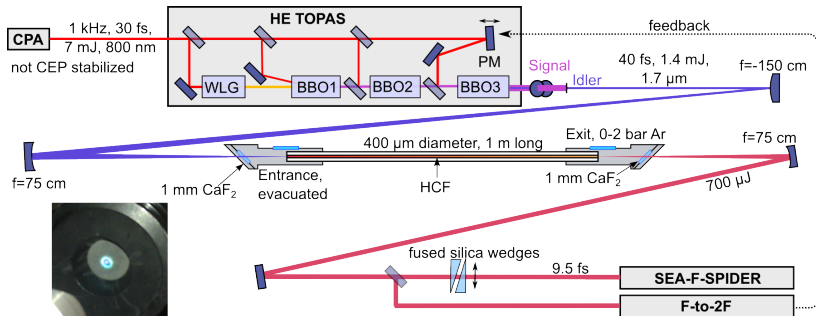 HE TOPAS
1 kHz, 30 fs,
7 mJ, 800 nm
CPA
not CEP stabilized
feedback
PM
WLG
BBO1
BBO2
BBO3
Signal
Idler
40 fs, 1.4 mJ,
1.7 µm
f=-150 cm
f=75 cm
1 mm CaF2
Entrance,
evacuated
400 µm diameter, 1 m long
HCF
Exit, 0-2 bar Ar
1 mm CaF2
f=75 cm
700 µJ
fused silica wedges
9.5 fs
SEA-F-SPIDER
F-to-2F